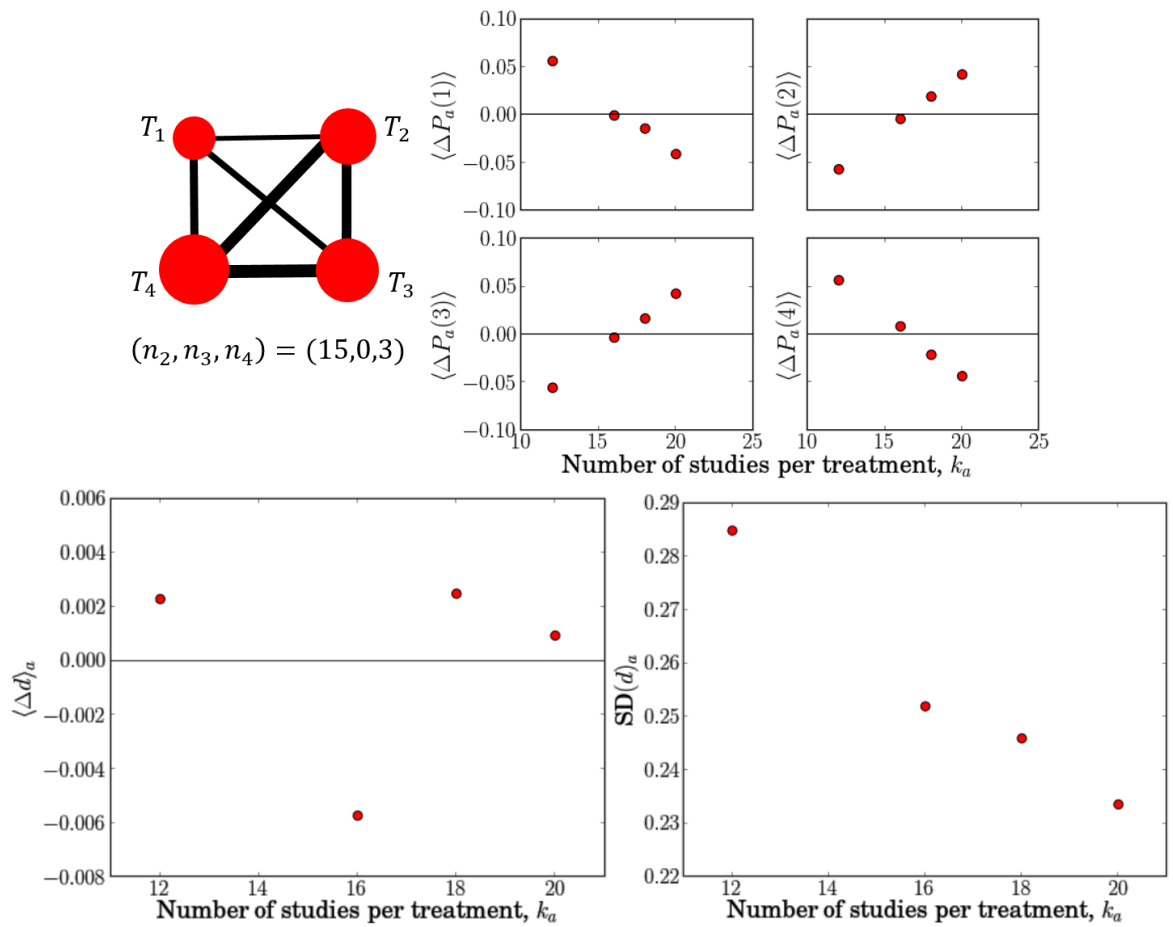 T₁
T₂
T₄
T₃
(n₂,n₃,n₄) = (15,0,3)
⟨ΔPₐ(1)⟩
0.10
0.05
0.00
−0.05
−0.10
⟨ΔPₐ(2)⟩
⟨ΔPₐ(3)⟩
0.10
0.05
0.00
−0.05
−0.10
10 15 20 25
⟨ΔPₐ(4)⟩
10 15 20 25
Number of studies per treatment, kₐ
⟨Δd⟩ₐ
0.006
0.004
0.002
0.000
−0.002
−0.004
−0.006
−0.008
12 14 16 18 20
Number of studies per treatment, kₐ
SD(d)ₐ
0.29
0.28
0.27
0.26
0.25
0.24
0.23
0.22
12 14 16 18 20
Number of studies per treatment, kₐ